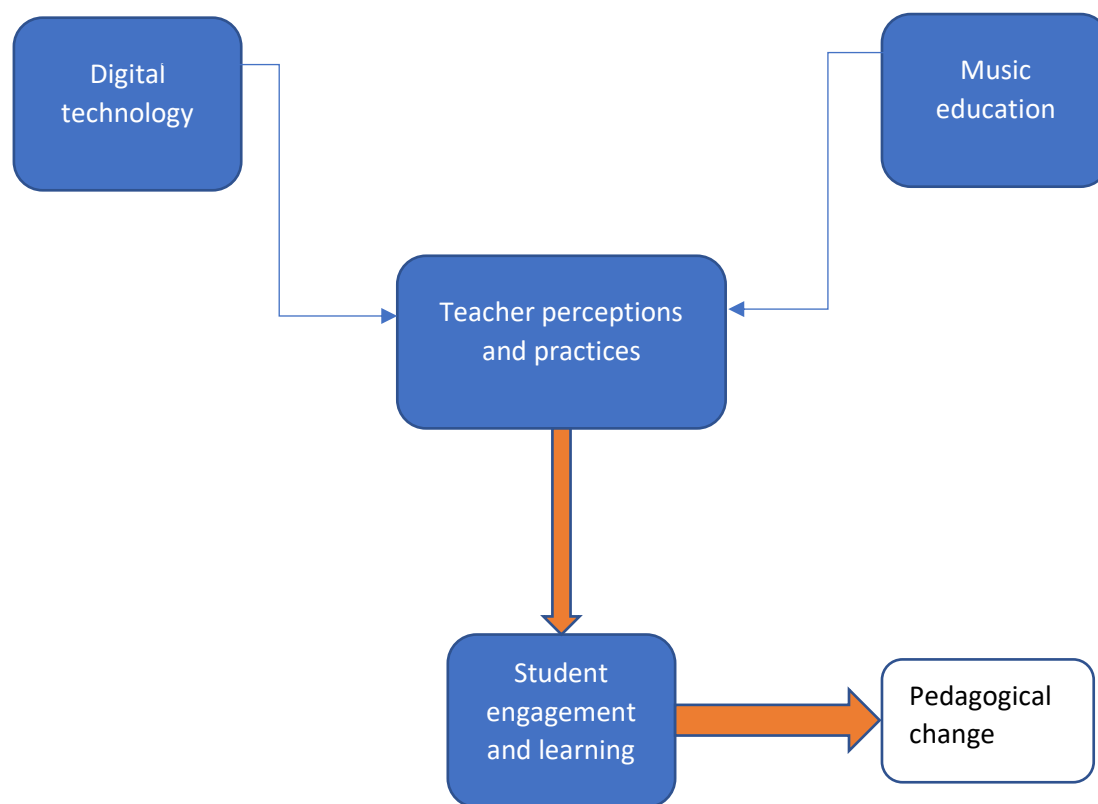 Digital
technology
Music
education
Teacher perceptions
and practices
Student
engagement
and learning
Pedagogical
change